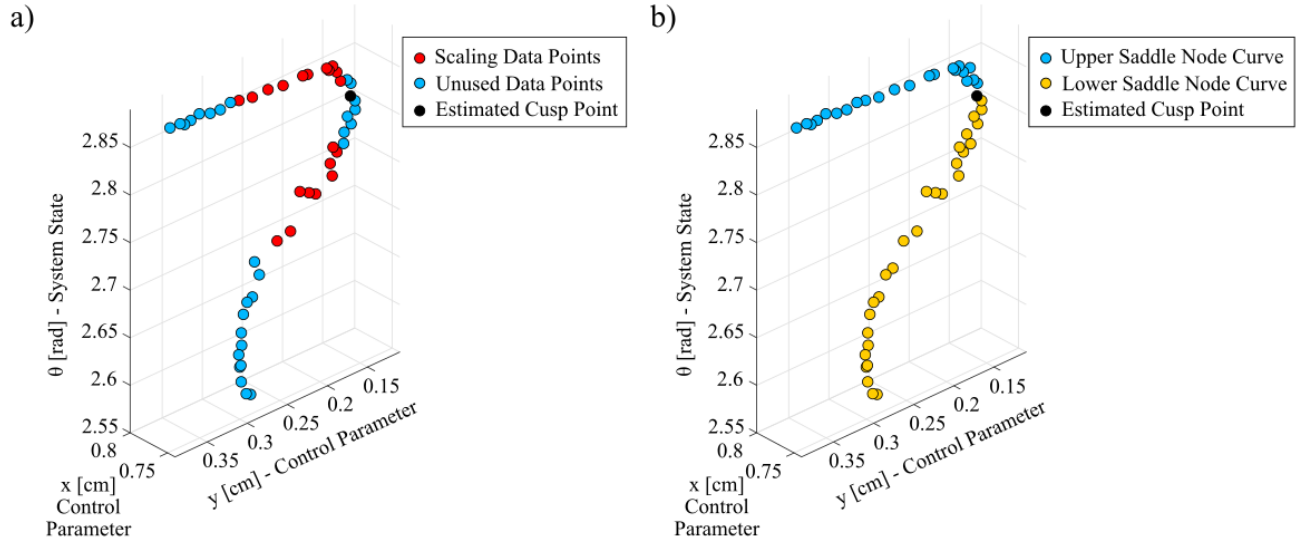 a)
Scaling Data Points
Unused Data Points
Estimated Cusp Point
θ [rad] - System State
2.85
2.8
2.75
2.7
2.65
2.6
2.55
0.8
0.75
x [cm]
Control
Parameter
0.35
0.3
0.25
0.2
0.15
y [cm] - Control Parameter
b)
Upper Saddle Node Curve
Lower Saddle Node Curve
Estimated Cusp Point
θ [rad] - System State
2.85
2.8
2.75
2.7
2.65
2.6
2.55
0.8
0.75
x [cm]
Control
Parameter
0.35
0.3
0.25
0.2
0.15
y [cm] - Control Parameter